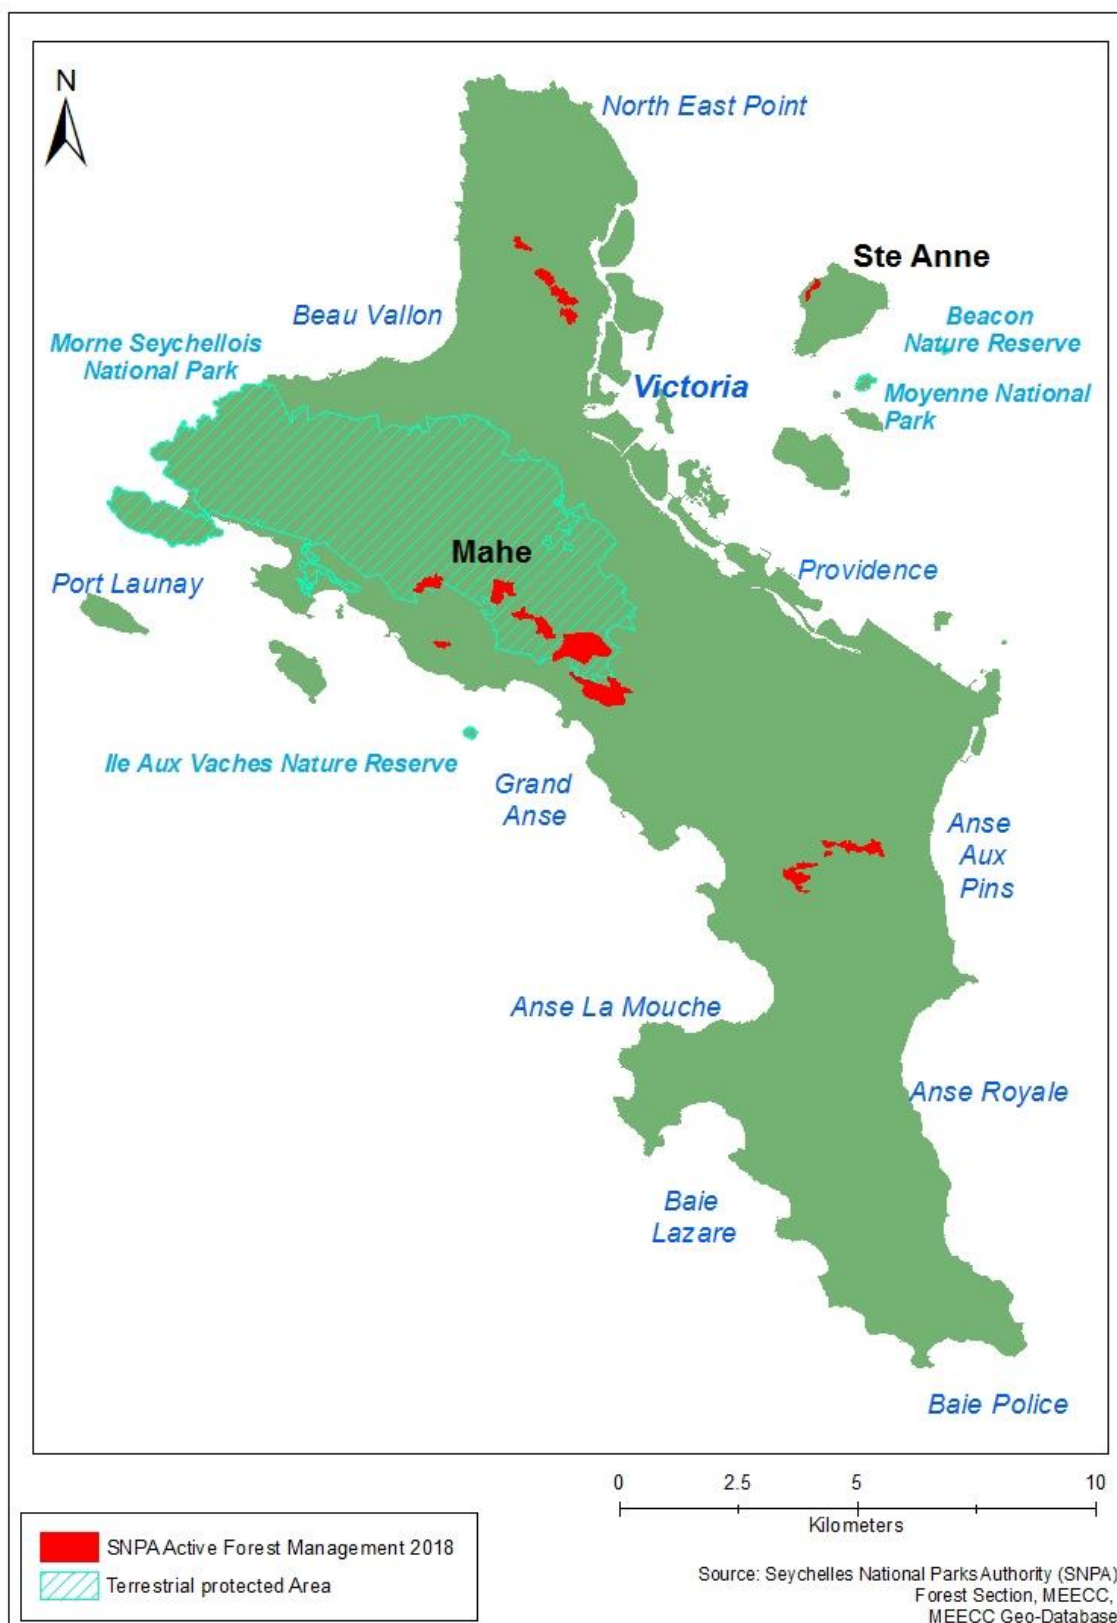 N
North East Point
Ste Anne
Beau Vallon
Beacon
Nature Reserve
Morne Seychellois
National Park
Victoria
Moyenne National
Park
Mahe
Port Launay
Providence
Ile Aux Vaches Nature Reserve
Grand
Anse
Anse
Aux
Pins
Anse La Mouche
Anse Royale
Baie
Lazare
Baie Police
0 2.5 5 10
Kilometers
SNPA Active Forest Management 2018
Terrestrial protected Area
Source: Seychelles National Parks Authority (SNPA)
Forest Section, MEECC,
MEECC Geo-Database